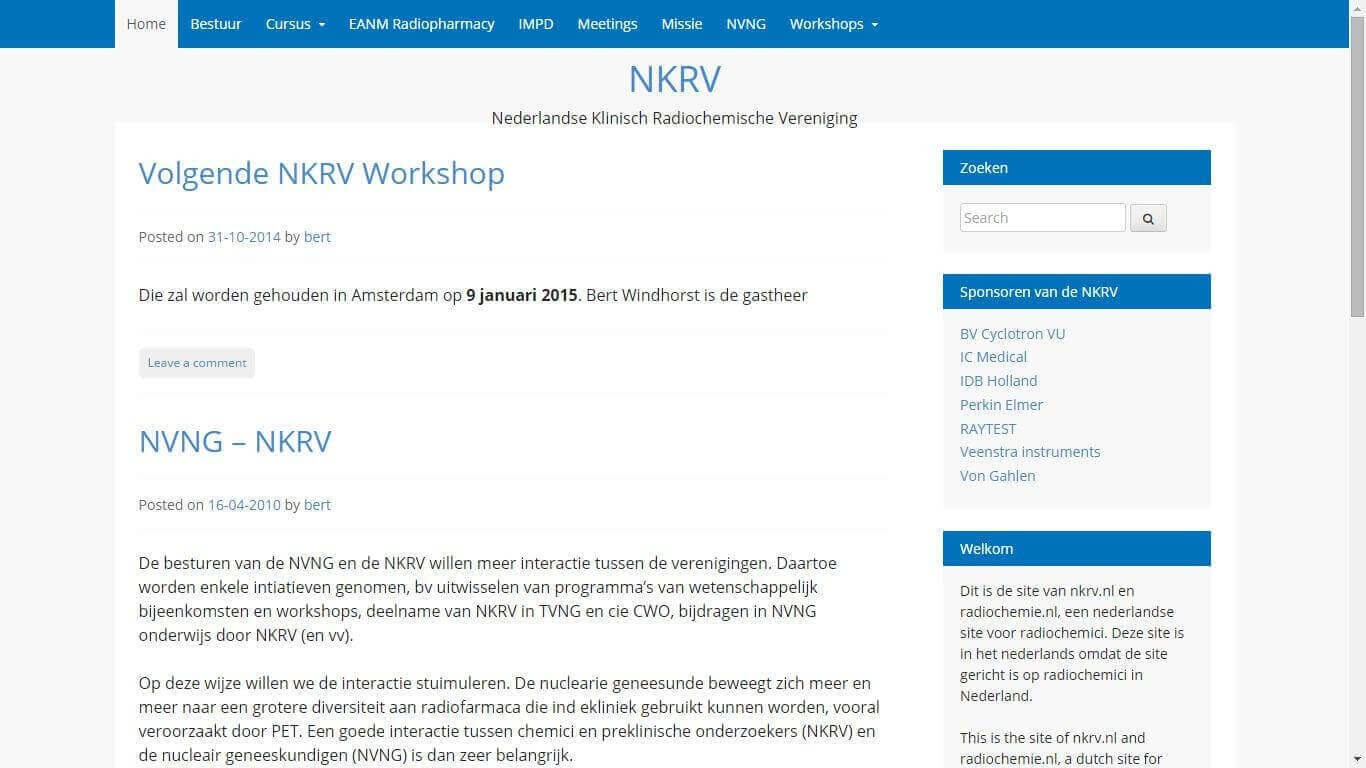 Home Bestuur Cursus EANM Radiopharmacy IMPD Meetings Missie NVNG Workshops
NKRV
Nederlandse Klinisch Radiochemische Vereniging
Volgende NKRV Workshop
Posted on 31-10-2014 by bert
Die zal worden gehouden in Amsterdam op 9 januari 2015. Bert Windhorst is de gastheer
Leave a comment
NVNG – NKRV
Posted on 16-04-2010 by bert
De besturen van de NVNG en de NKRV willen meer interactie tussen de verenigingen. Daartoe
worden enkele intiatieven genomen, bv uitwisselen van programma's van wetenschappelijk
bijeenkomsten en workshops, deelname van NKRV in TVNG en cie CWO, bijdragen in NVNG
onderwijs door NKRV (en vv).
Op deze wijze willen we de interactie stuimuleren. De nuclearie geneesunde beweegt zich meer en
meer naar een grotere diversiteit aan radiofarmaca die ind ekliniek gebruikt kunnen worden, vooral
veroorzaakt door PET. Een goede interactie tussen chemici en preklinische onderzoekers (NKRV) en
de nucleair geneeskundigen (NVNG) is dan zeer belangrijk.
Zoeken
Search
Sponsoren van de NKRV
BV Cyclotron VU
IC Medical
IDB Holland
Perkin Elmer
RAYTEST
Veenstra instruments
Von Gahlen
Welkom
Dit is de site van nkrv.nl en
radiochemie.nl, een nederlandse
site voor radiochemici. Deze site is
in het nederlands omdat de site
gericht is op radiochemici in
Nederland.
This is the site of nkrv.nl and
radiochemie.nl, a dutch site for